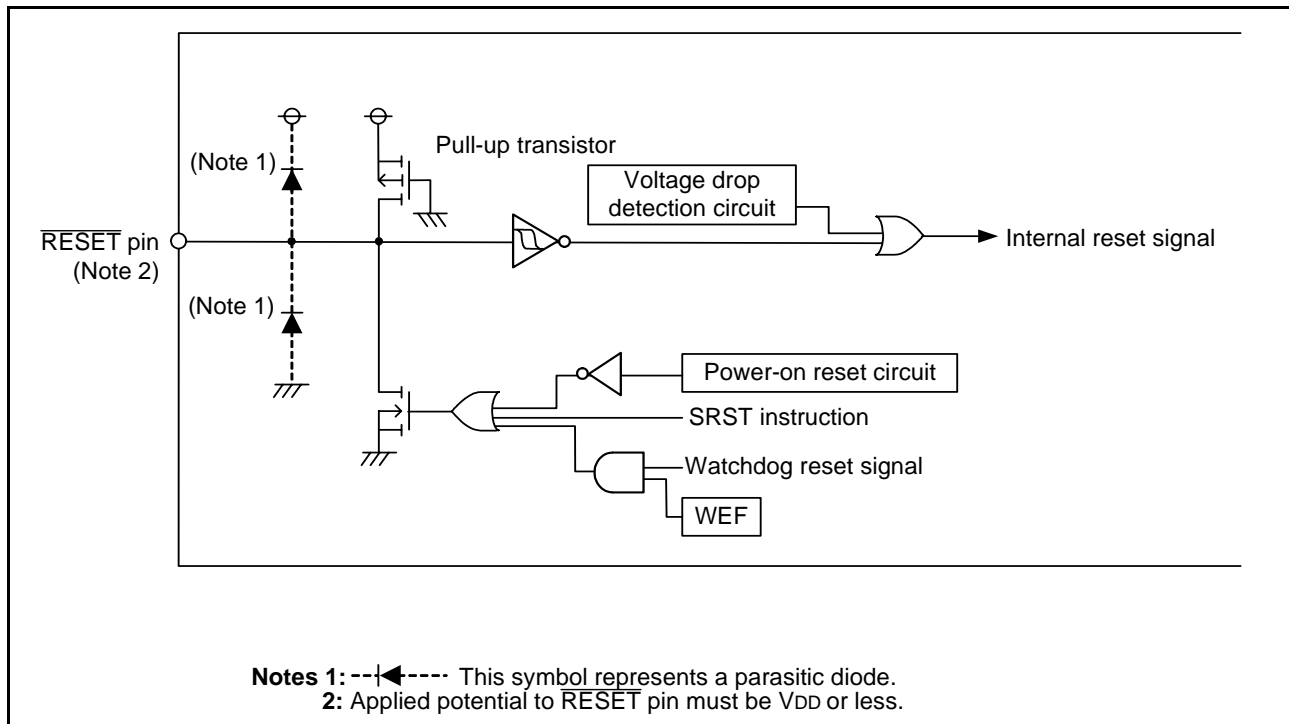 (Note 1)
Pull-up transistor
Voltage drop
detection circuit
RESET pin
(Note 2)
Internal reset signal
(Note 1)
Power-on reset circuit
SRST instruction
Watchdog reset signal
WEF
Notes 1: This symbol represents a parasitic diode.
2: Applied potential to RESET pin must be VDD or less.